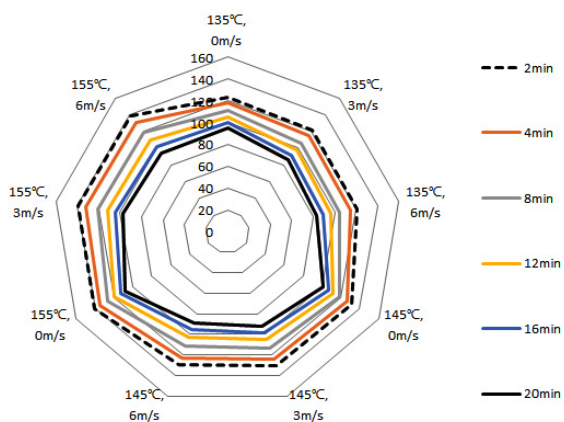 135℃,
0m/s
160
140
120
100
80
60
40
20
0
135℃,
3m/s
135℃,
6m/s
145℃,
0m/s
145℃,
3m/s
145℃,
6m/s
155℃,
0m/s
155℃,
3m/s
155℃,
6m/s
2min
4min
8min
12min
16min
20min